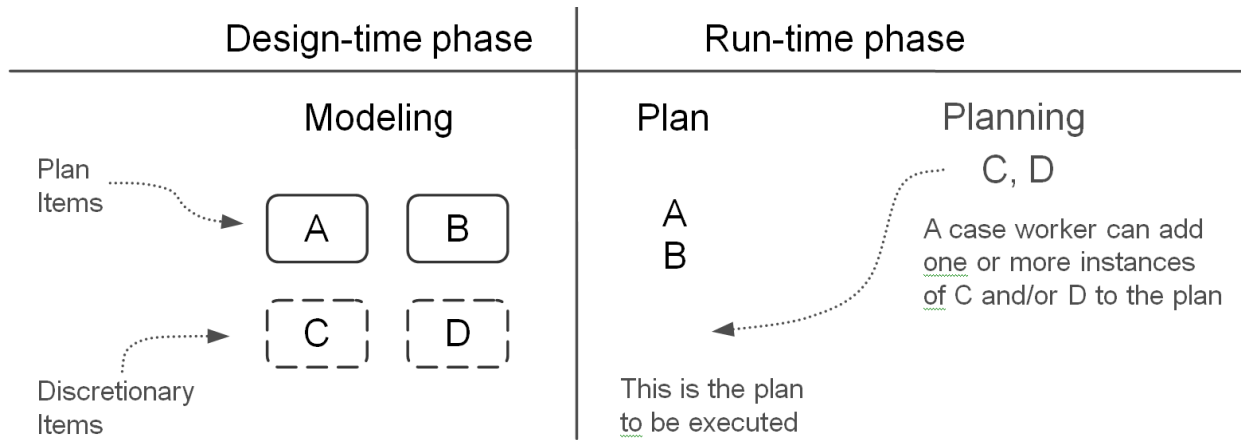 Design-time phase
Run-time phase
Modeling
Plan
Planning
Plan
Items
A
B
C
D
Discretionary
Items
A
B
C, D
A case worker can add
one or more instances
of C and/or D to the plan
This is the plan
to be executed